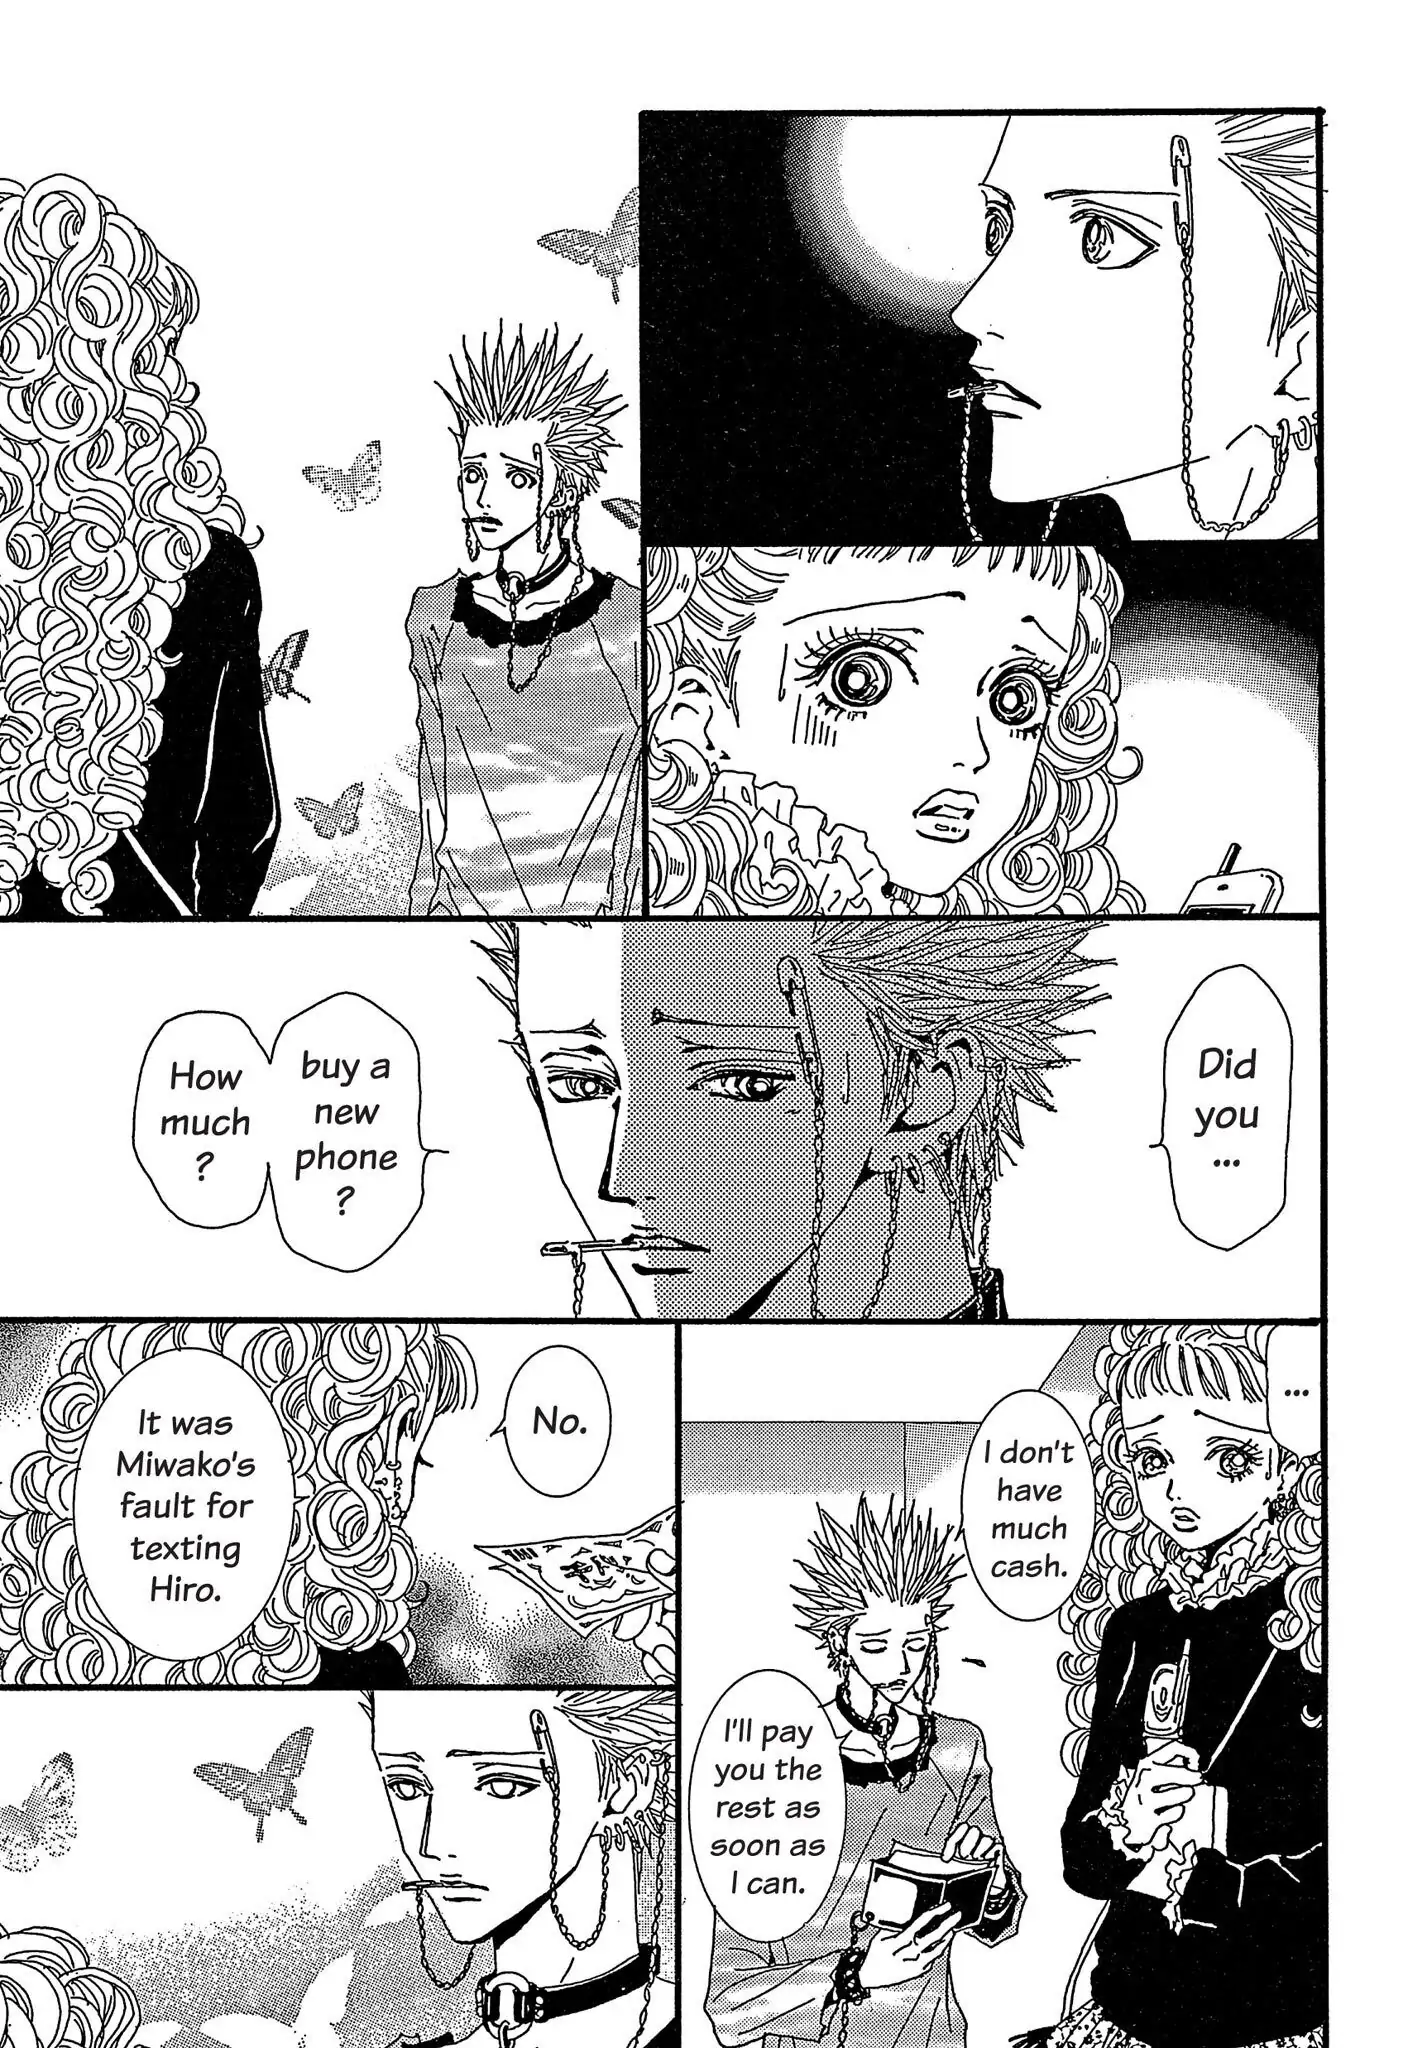 Did
you
...
buy a
new
phone?
?
How
much
?
...
I don't
have
much
cash.
I'll pay
you the
rest as
soon as
I can.
No.
It was
Miwako's
fault for
texting
Hiro.